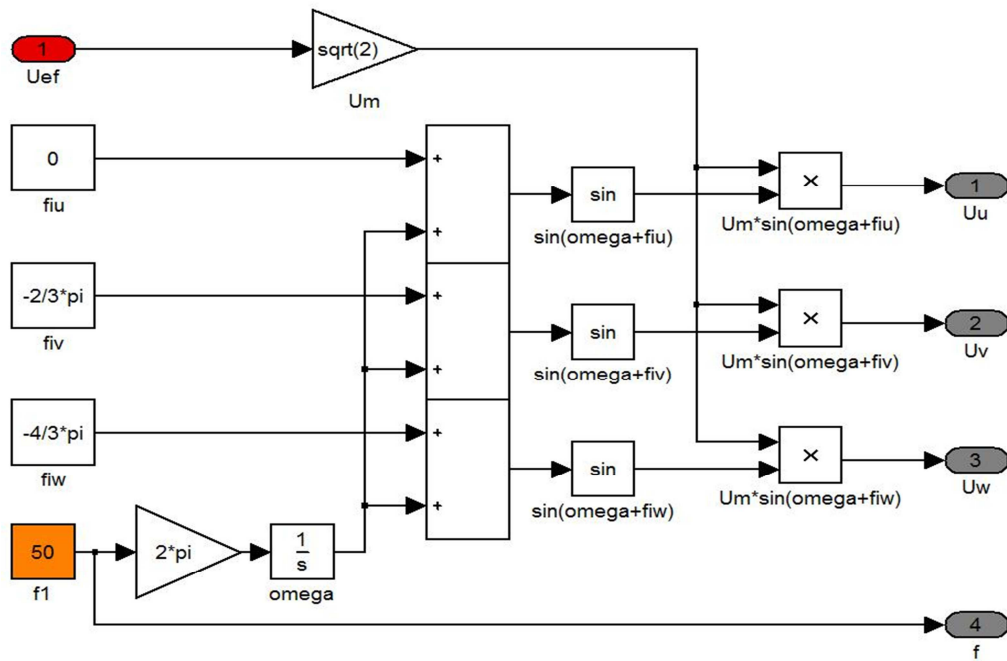 1
Uef
sqrt(2)
Um
0
fiu
+
+
sin
sin(omega+fiu)
×
Um*sin(omega+fiu)
1
Uu
-2/3*pi
fiv
+
+
sin
sin(omega+fiv)
×
Um*sin(omega+fiv)
2
Uv
-4/3*pi
fiw
+
+
sin
sin(omega+fiw)
×
Um*sin(omega+fiw)
3
Uw
50
f1
2*pi
1
s
omega
4
f